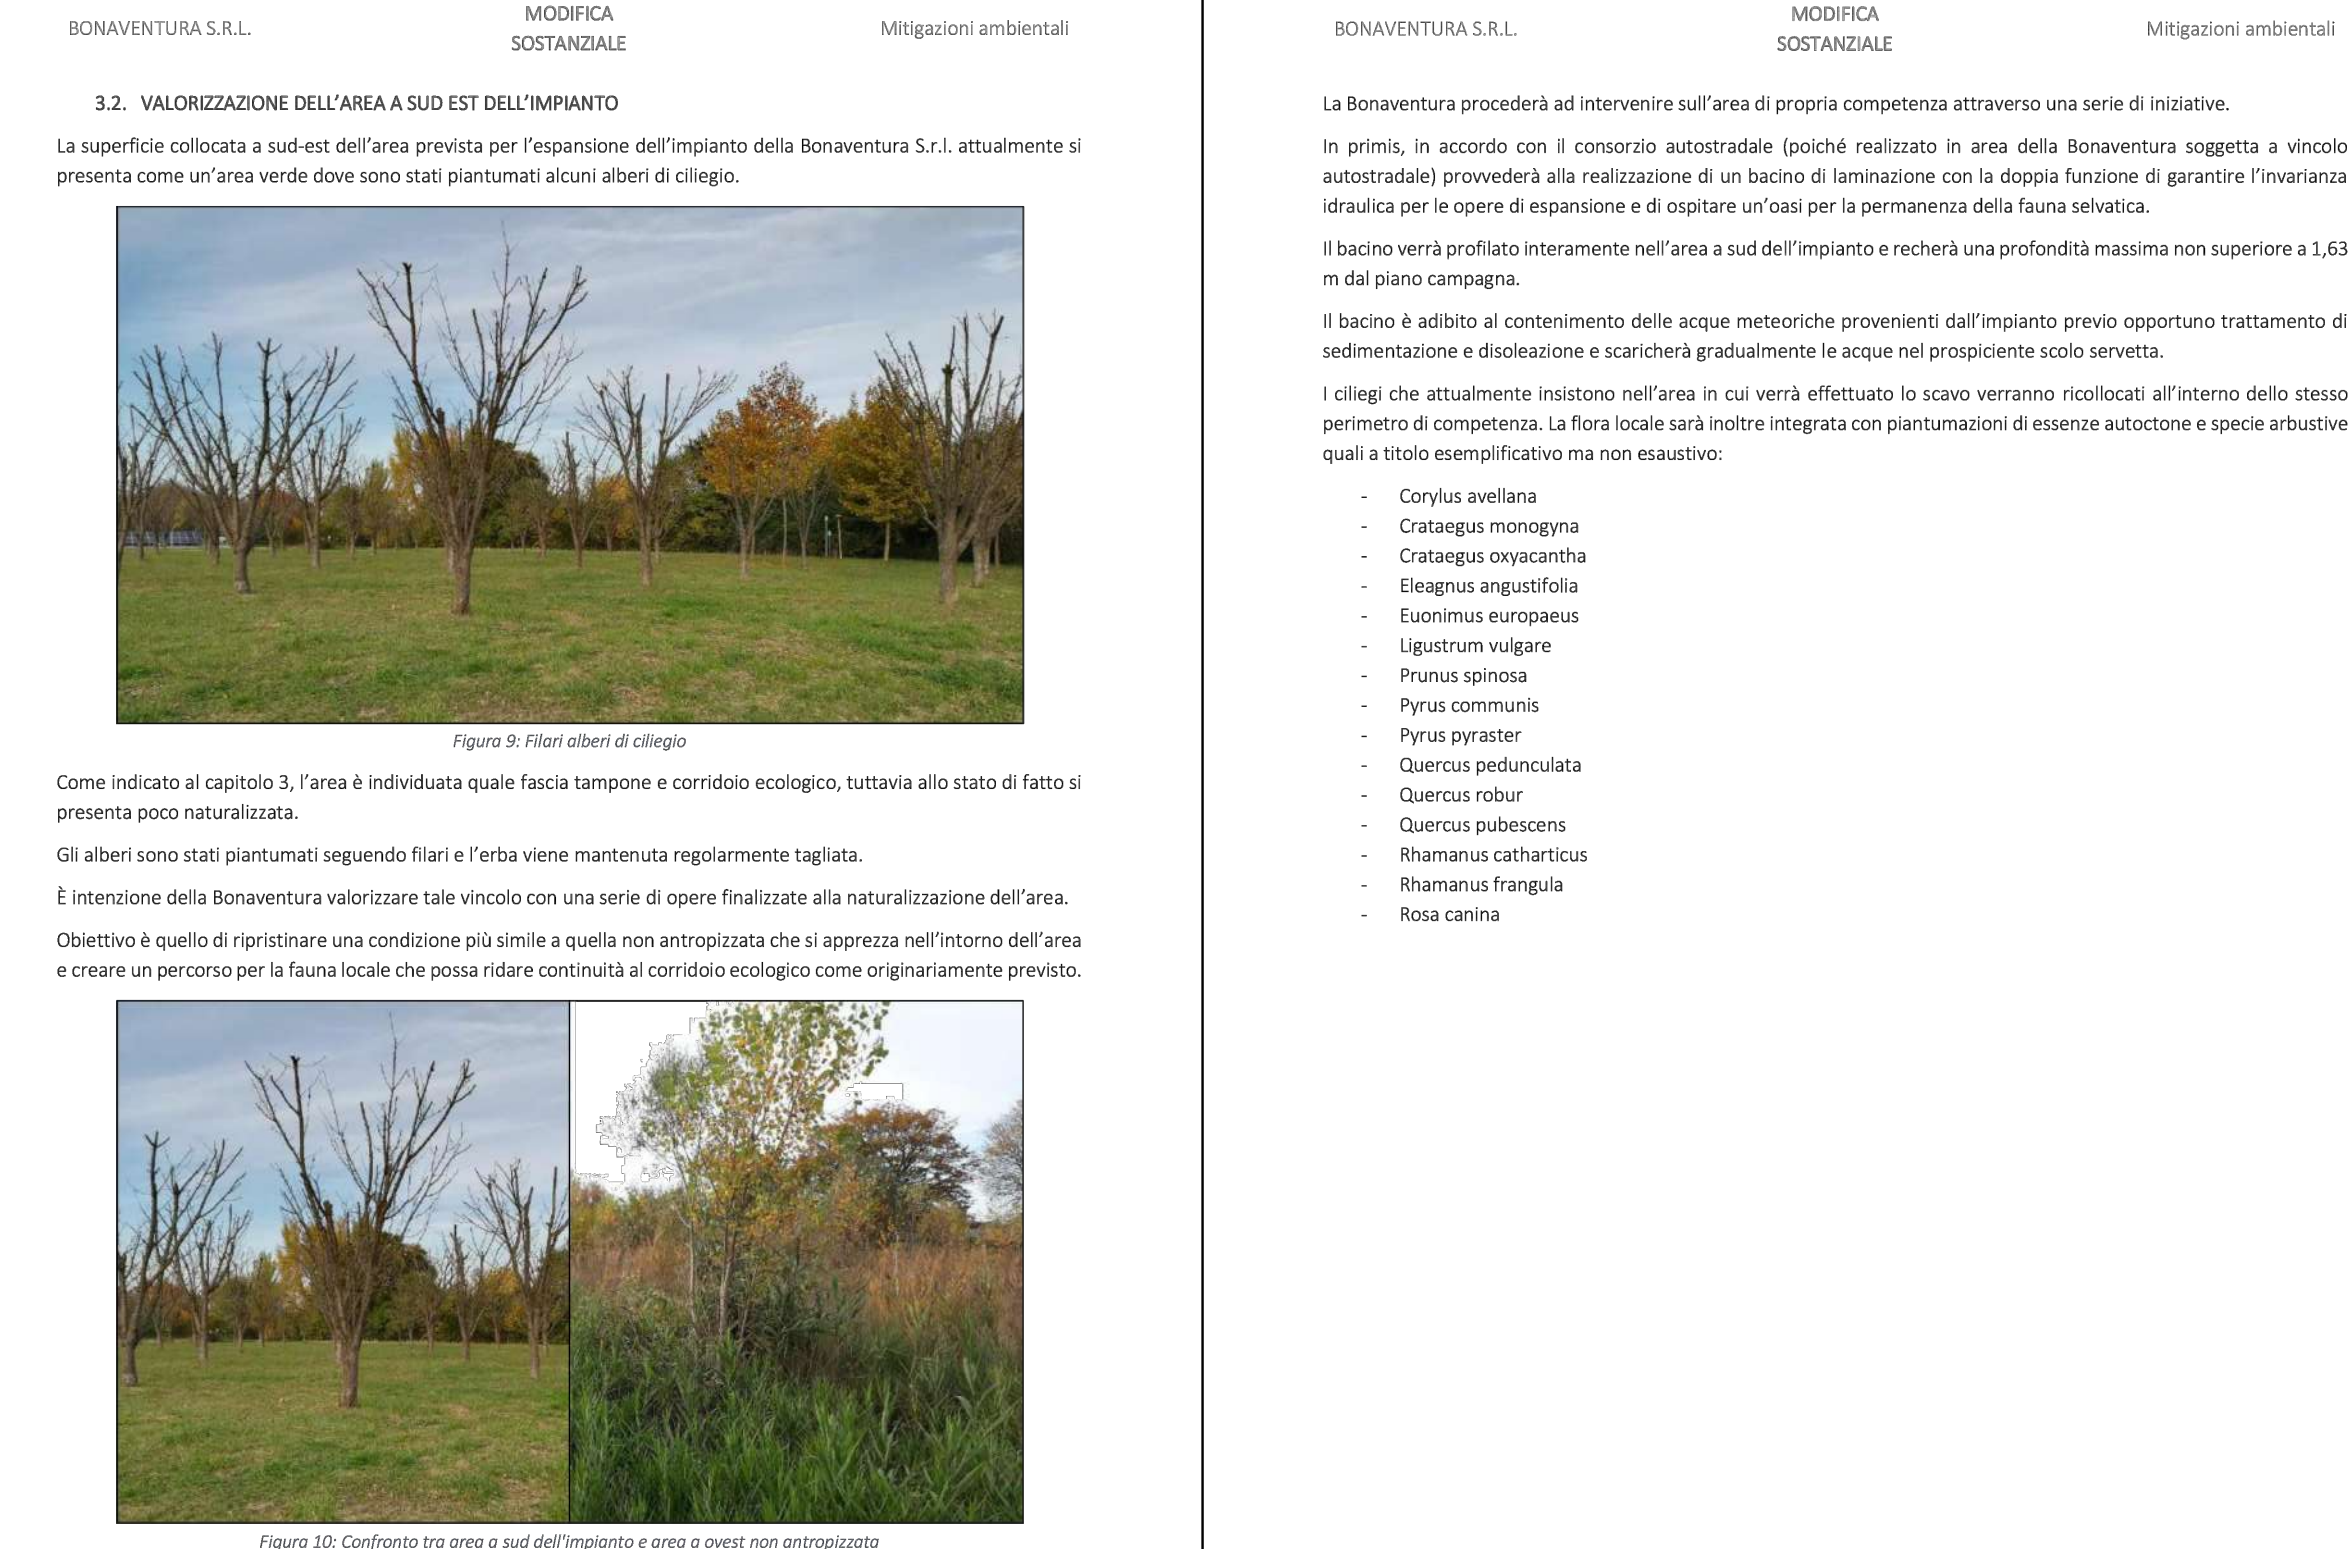 BONAVENTURA S.R.L.
MODIFICA
SOSTANZIALE
Mitigazioni ambientali
3.2. VALORIZZAZIONE DELL’AREA A SUD EST DELL’IMPIANTO
La superficie collocata a sud-est dell’area prevista per l’espansione dell’impianto della Bonaventura S.r.l. attualmente si
presenta come un’area verde dove sono stati piantumati alcuni alberi di ciliegio.
Figura 9: Filari alberi di ciliegio
Come indicato al capitolo 3, l’area è individuata quale fascia tampone e corridoio ecologico, tuttavia allo stato di fatto si
presenta poco naturalizzata.
Gli alberi sono stati piantumati seguendo filari e l’erba viene mantenuta regolarmente tagliata.
È intenzione della Bonaventura valorizzare tale vincolo con una serie di opere finalizzate alla naturalizzazione dell’area.
Obiettivo è quello di ripristinare una condizione più simile a quella non antropizzata che si apprezza nell’intorno dell’area
e creare un percorso per la fauna locale che possa ridare continuità al corridoio ecologico come originariamente previsto.
Figura 10: Confronto tra area a sud dell'impianto e area a ovest non antropizzata
BONAVENTURA S.R.L.
MODIFICA
SOSTANZIALE
Mitigazioni ambientali
La Bonaventura procederà ad intervenire sull’area di propria competenza attraverso una serie di iniziative.
In primis, in accordo con il consorzio autostradale (poiché realizzato in area della Bonaventura soggetta a vincolo
autostradale) provvederà alla realizzazione di un bacino di laminazione con la doppia funzione di garantire l’invarianza
idraulica per le opere di espansione e di ospitare un’oasi per la permanenza della fauna selvatica.
Il bacino verrà profilato interamente nell’area a sud dell’impianto e recherà una profondità massima non superiore a 1,63
m dal piano campagna.
Il bacino è adibito al contenimento delle acque meteoriche provenienti dall’impianto previo opportuno trattamento di
sedimentazione e disoleazione e scaricherà gradualmente le acque nel prospiciente scolo servetta.
I ciliegi che attualmente insistono nell’area in cui verrà effettuato lo scavo verranno ricollocati all’interno dello stesso
perimetro di competenza. La flora locale sarà inoltre integrata con piantumazioni di essenze autoctone e specie arbustive
quali a titolo esemplificativo ma non esaustivo:
- Corylus avellana
- Crataegus monogyna
- Crataegus oxyacantha
- Eleagnus angustifolia
- Euonimus europaeus
- Ligustrum vulgare
- Prunus spinosa
- Pyrus communis
- Pyrus pyraster
- Quercus pedunculata
- Quercus robur
- Quercus pubescens
- Rhamanus catharticus
- Rhamanus frangula
- Rosa canina